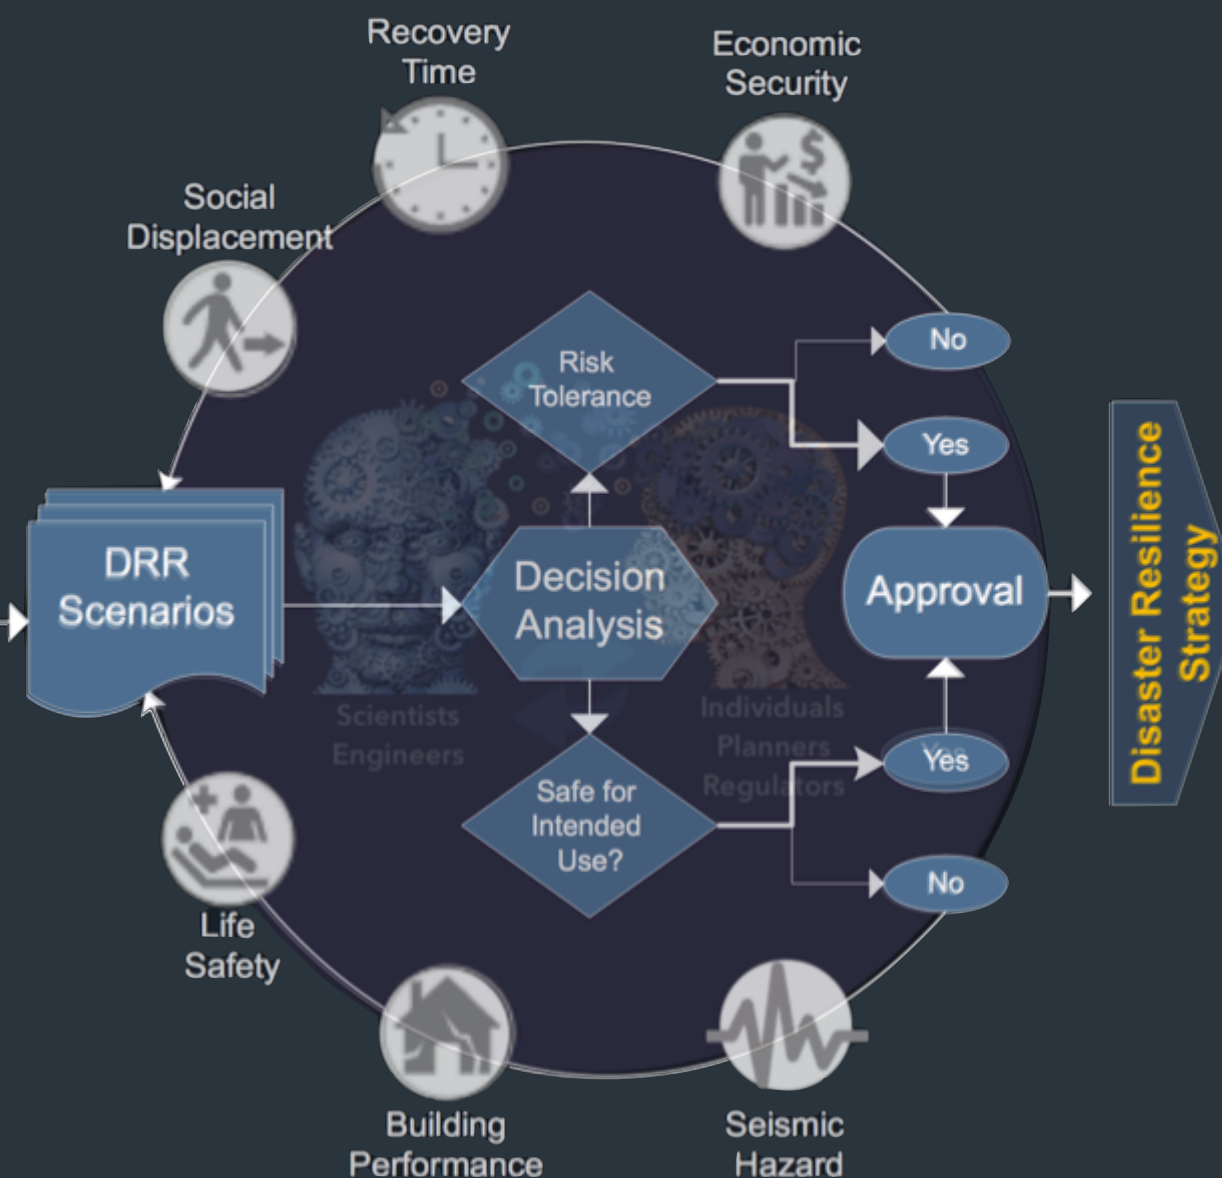 Recovery
Time
Economic
Security
Social
Displacement
Risk
Tolerance
No
Yes
DRR
Scenarios
Decision
Analysis
Approval
Disaster Resilience
Strategy
Scientists
Engineers
Individuals
Planners
Regulators
Safe for
Intended
Use?
Yes
No
Life
Safety
Building
Performance
Seismic
Hazard